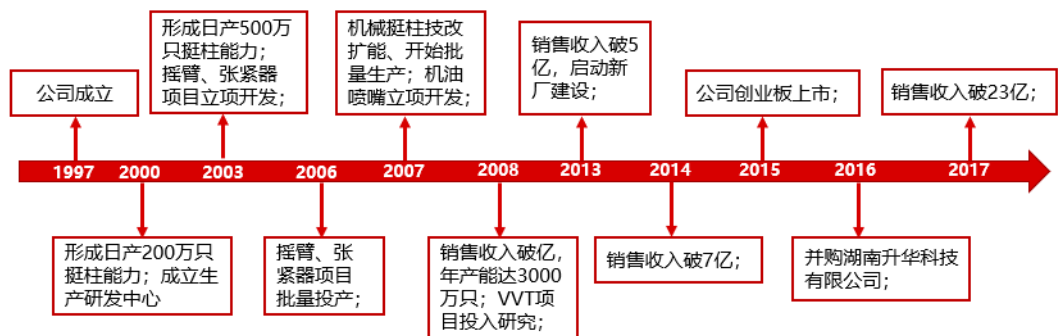 公司成立
形成日产500万
只挺柱能力；
摇臂、张紧器
项目立项开发；
机械挺柱技改
扩能、开始批
量生产；机油
喷嘴立项开发；
销售收入破5
亿，启动新
厂建设；
公司创业板上市；
销售收入破23亿；
1997 2000 2003 2006 2007 2008 2013 2014 2015 2016 2017
形成日产200万只
挺柱能力；成立生
产研发中心
摇臂、张
紧器项目
批量投产；
销售收入破亿，
年产能达3000
万只；VVT项
目投入研究；
销售收入破7亿；
并购湖南升华科技
有限公司；